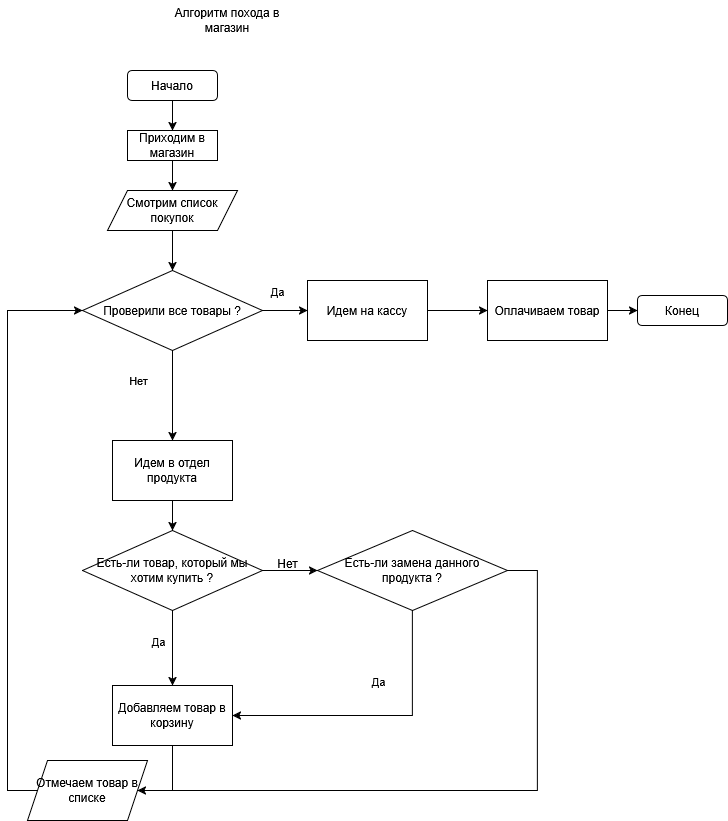 Алгоритм похода в
магазин
Начало
Приходим в
магазин
Смотрим список
покупок
Проверили все товары ?
Да
Идем на кассу
Оплачиваем товар
Конец
Нет
Идем в отдел
продукта
Есть-ли товар, который мы
хотим купить ?
Нет
Есть-ли замена данного
продукта ?
Да
Да
Добавляем товар в
корзину
Отмечаем товар в
списке